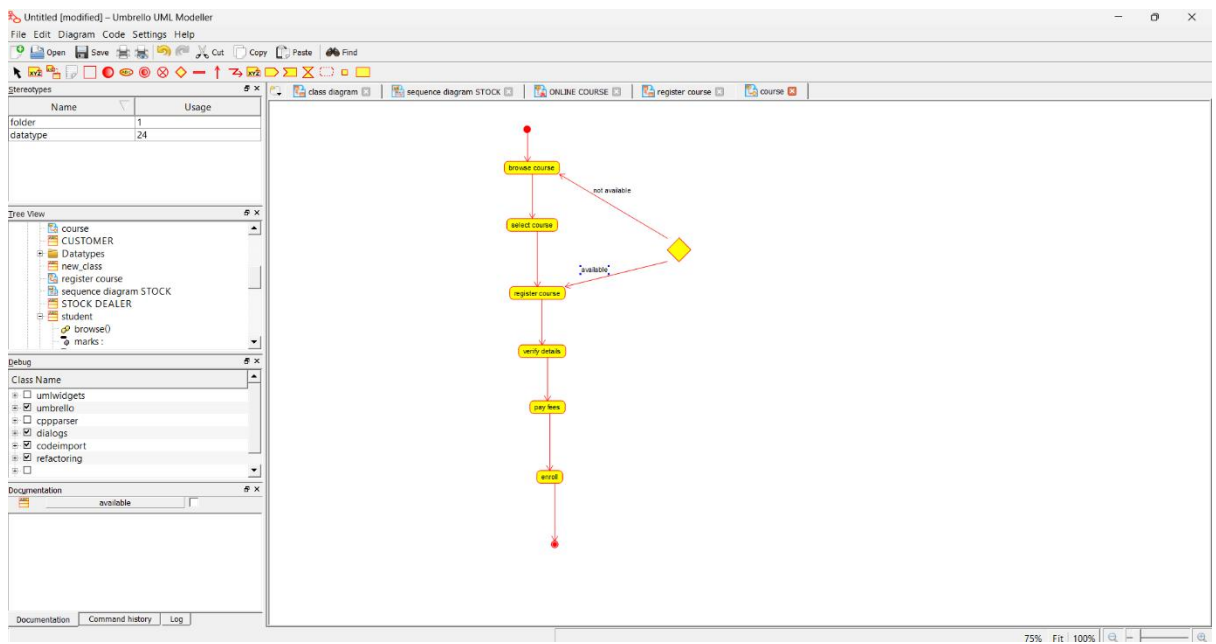 Untitled [modified] – Umbrello UML Modeller
File Edit Diagram Code Settings Help
Open Save Cut Copy Paste Find
Stereotypes
Name Usage
folder 1
datatype 24
Tree View
course
CUSTOMER
Datatypes
new_class
register course
sequence diagram STOCK
STOCK DEALER
student
browse()
marks :
Debug
Class Name
umlwidgets
umbrello
cppparser
dialogs
codeimport
refactoring
Documentation
available
Documentation Command history Log
class diagram sequence diagram STOCK ONLINE COURSE register course course
browse course
not available
select course
available
register course
verify details
pay fees
enroll
75% Fit 100%